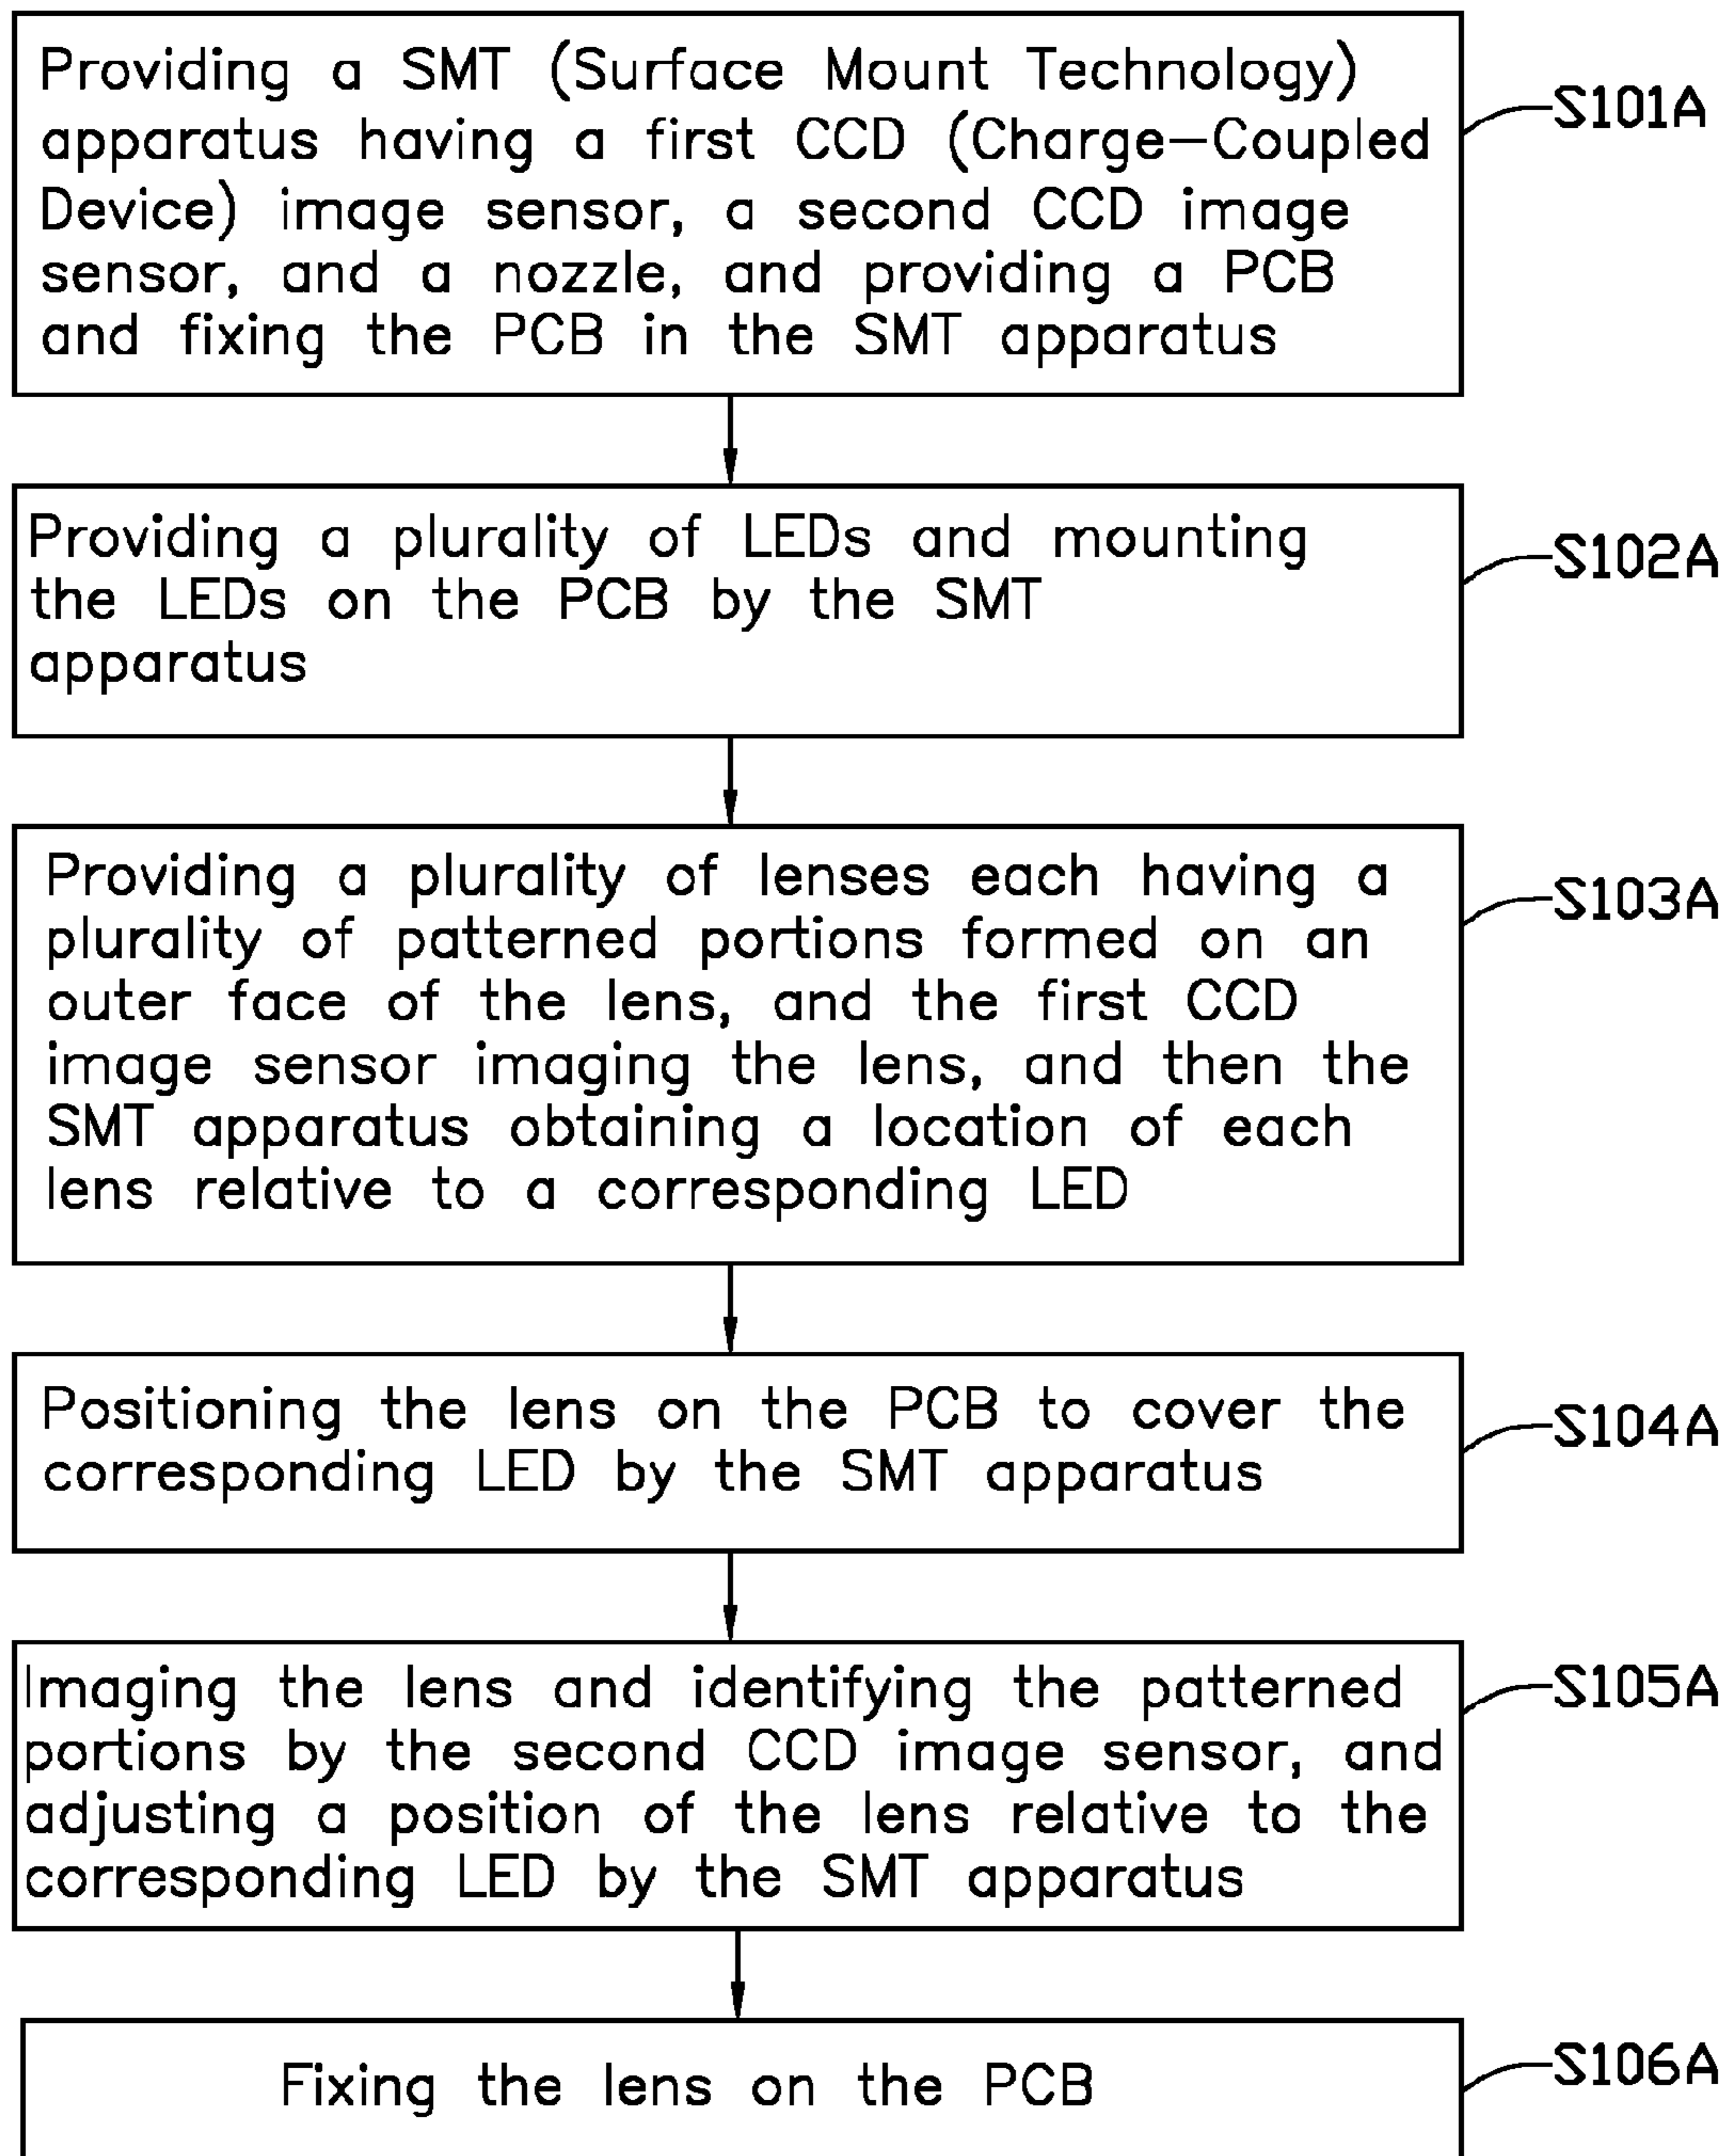 Providing a SMT (Surface Mount Technology)
apparatus having a first CCD (Charge-Coupled
Device) image sensor, a second CCD image
sensor, and a nozzle, and providing a PCB
and fixing the PCB in the SMT apparatus
S101A
Providing a plurality of LEDs and mounting
the LEDs on the PCB by the SMT
apparatus
S102A
Providing a plurality of lenses each having a
plurality of patterned portions formed on an
outer face of the lens, and the first CCD
image sensor imaging the lens, and then the
SMT apparatus obtaining a location of each
lens relative to a corresponding LED
S103A
Positioning the lens on the PCB to cover the
corresponding LED by the SMT apparatus
S104A
Imaging the lens and identifying the patterned
portions by the second CCD image sensor, and
adjusting a position of the lens relative to the
corresponding LED by the SMT apparatus
S105A
Fixing the lens on the PCB
S106A